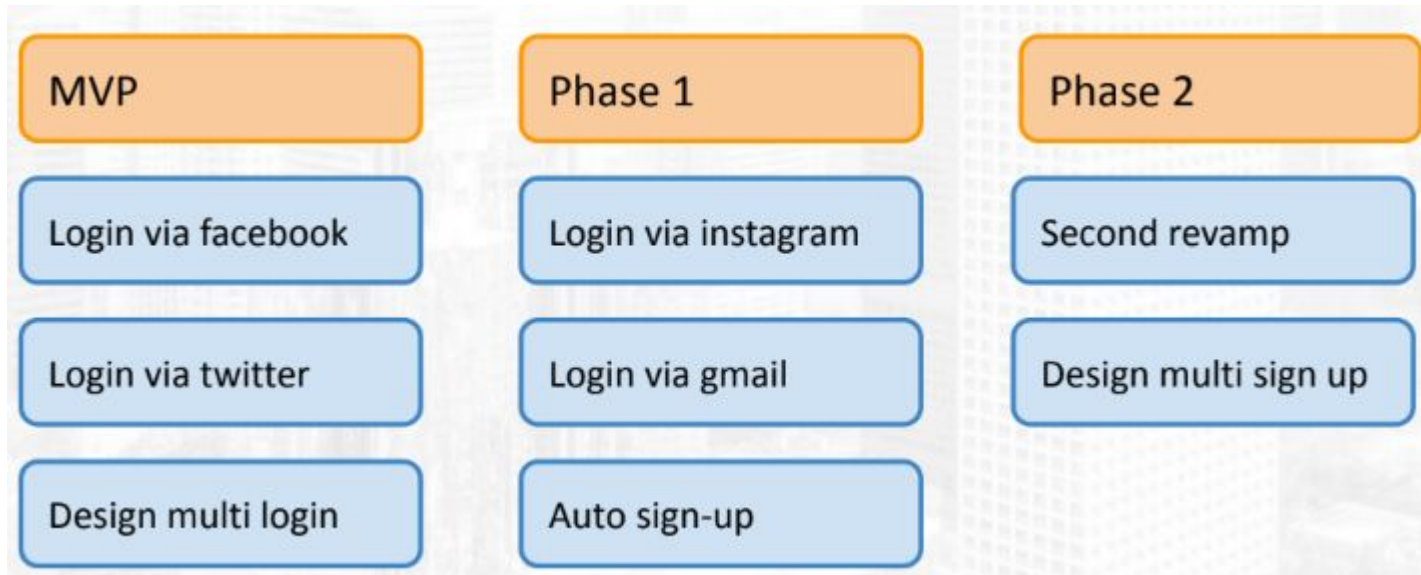 MVP
Phase 1
Phase 2
Login via facebook
Login via instagram
Second revamp
Login via twitter
Login via gmail
Design multi sign up
Design multi login
Auto sign-up